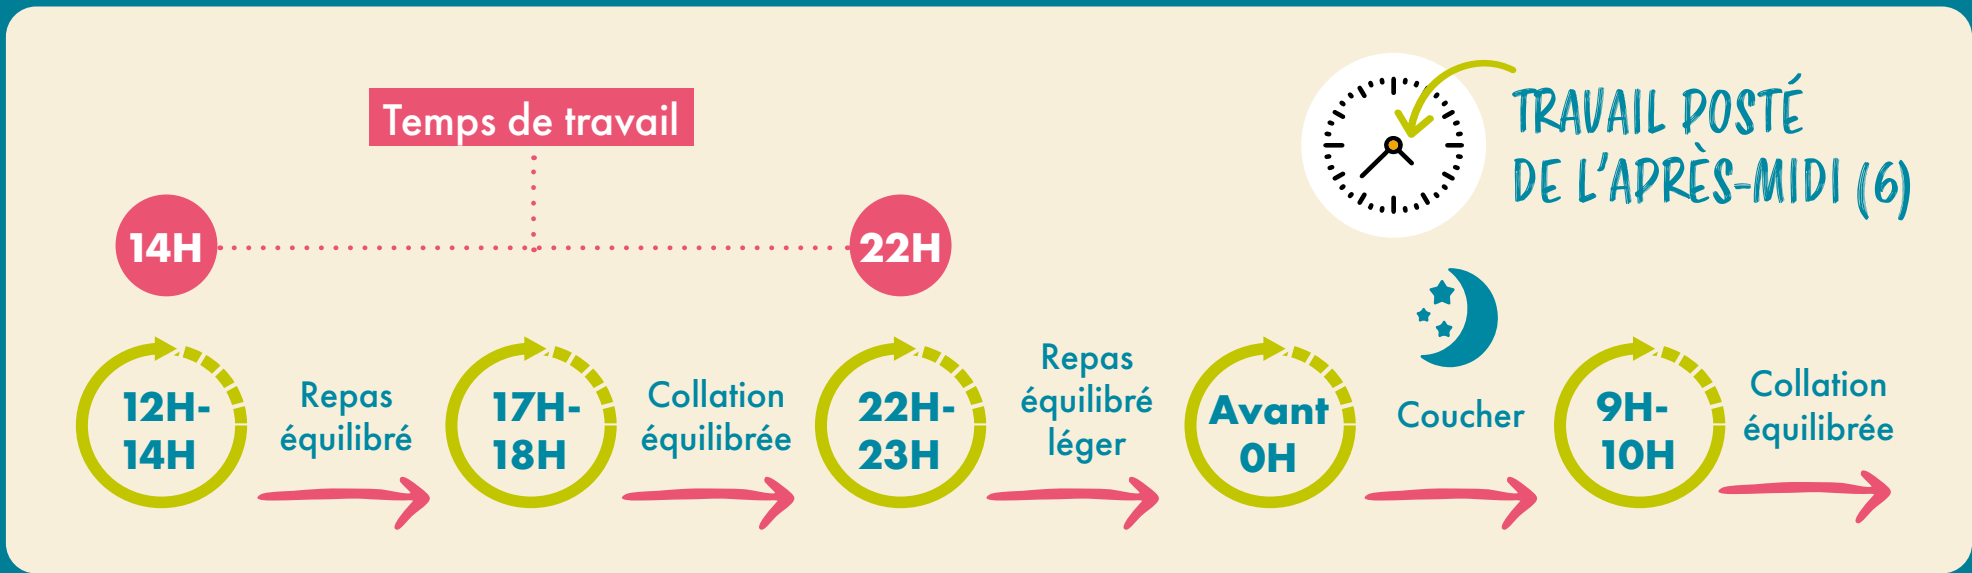 Temps de travail
TRAVAIL POSTÉ
DE L'APRÈS-MIDI (6)
14H
22H
12H-
14H
Repas
équilibré
17H-
18H
Collation
équilibrée
22H-
23H
Repas
équilibré
léger
Avant
0H
Coucher
9H-
10H
Collation
équilibrée